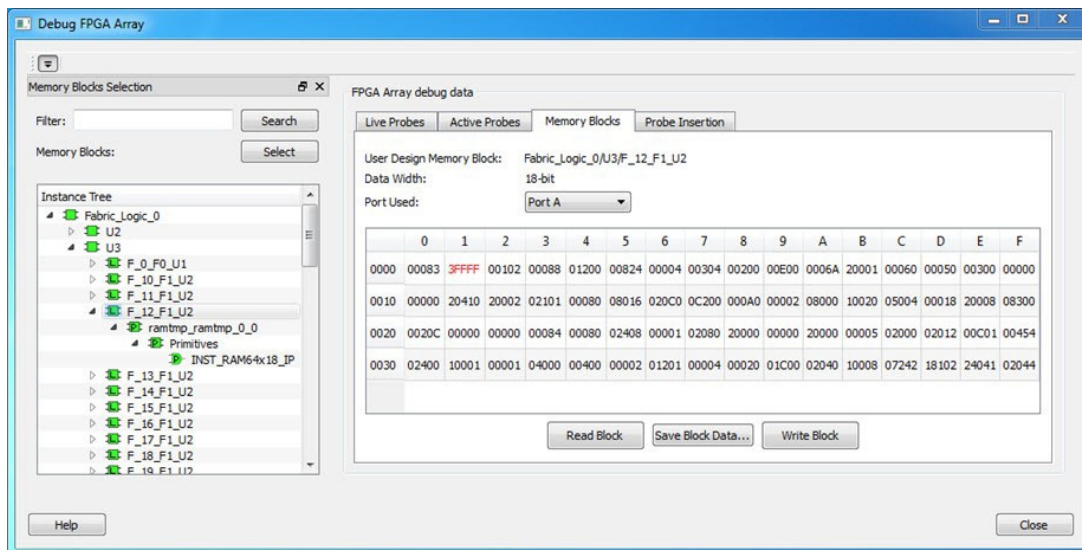 Debug FPGA Array
Memory Blocks Selection
Filter:
Search
Memory Blocks:
Select
Instance Tree
Fabric_Logic_0
U2
U3
F_0_F0_U1
F_10_F1_U2
F_11_F1_U2
F_12_F1_U2
ramtmp_ramtmp_0_0
Primitives
INST_RAM64x18_IP
F_13_F1_U2
F_14_F1_U2
F_15_F1_U2
F_16_F1_U2
F_17_F1_U2
F_18_F1_U2
F_19_F1_U2
FPGA Array debug data
Live Probes Active Probes Memory Blocks Probe Insertion
User Design Memory Block: Fabric_Logic_0/U3/F_12_F1_U2
Data Width: 18-bit
Port Used: Port A
0 1 2 3 4 5 6 7 8 9 A B C D E F
0000 00083 3FFFF 00102 00088 01200 00824 00004 00304 00200 00E00 0006A 20001 00060 00050 00300 00000
0010 00000 20410 20002 02101 00080 08016 020C0 0C200 000A0 00002 08000 10020 05004 00018 20008 08300
0020 0020C 00000 00000 00084 00080 02408 00001 02080 20000 00000 20000 00005 02000 02012 00C01 00454
0030 02400 10001 00001 04000 00400 00002 01201 00004 00020 01C00 02040 10008 07242 18102 24041 02044
Read Block Save Block Data... Write Block
Help Close